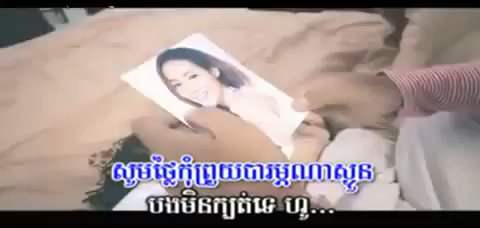 សូមថ្លៃកុំព្រួយបារម្ភណាស្ងួន
បងមិនក្បត់ទេ ហូ...